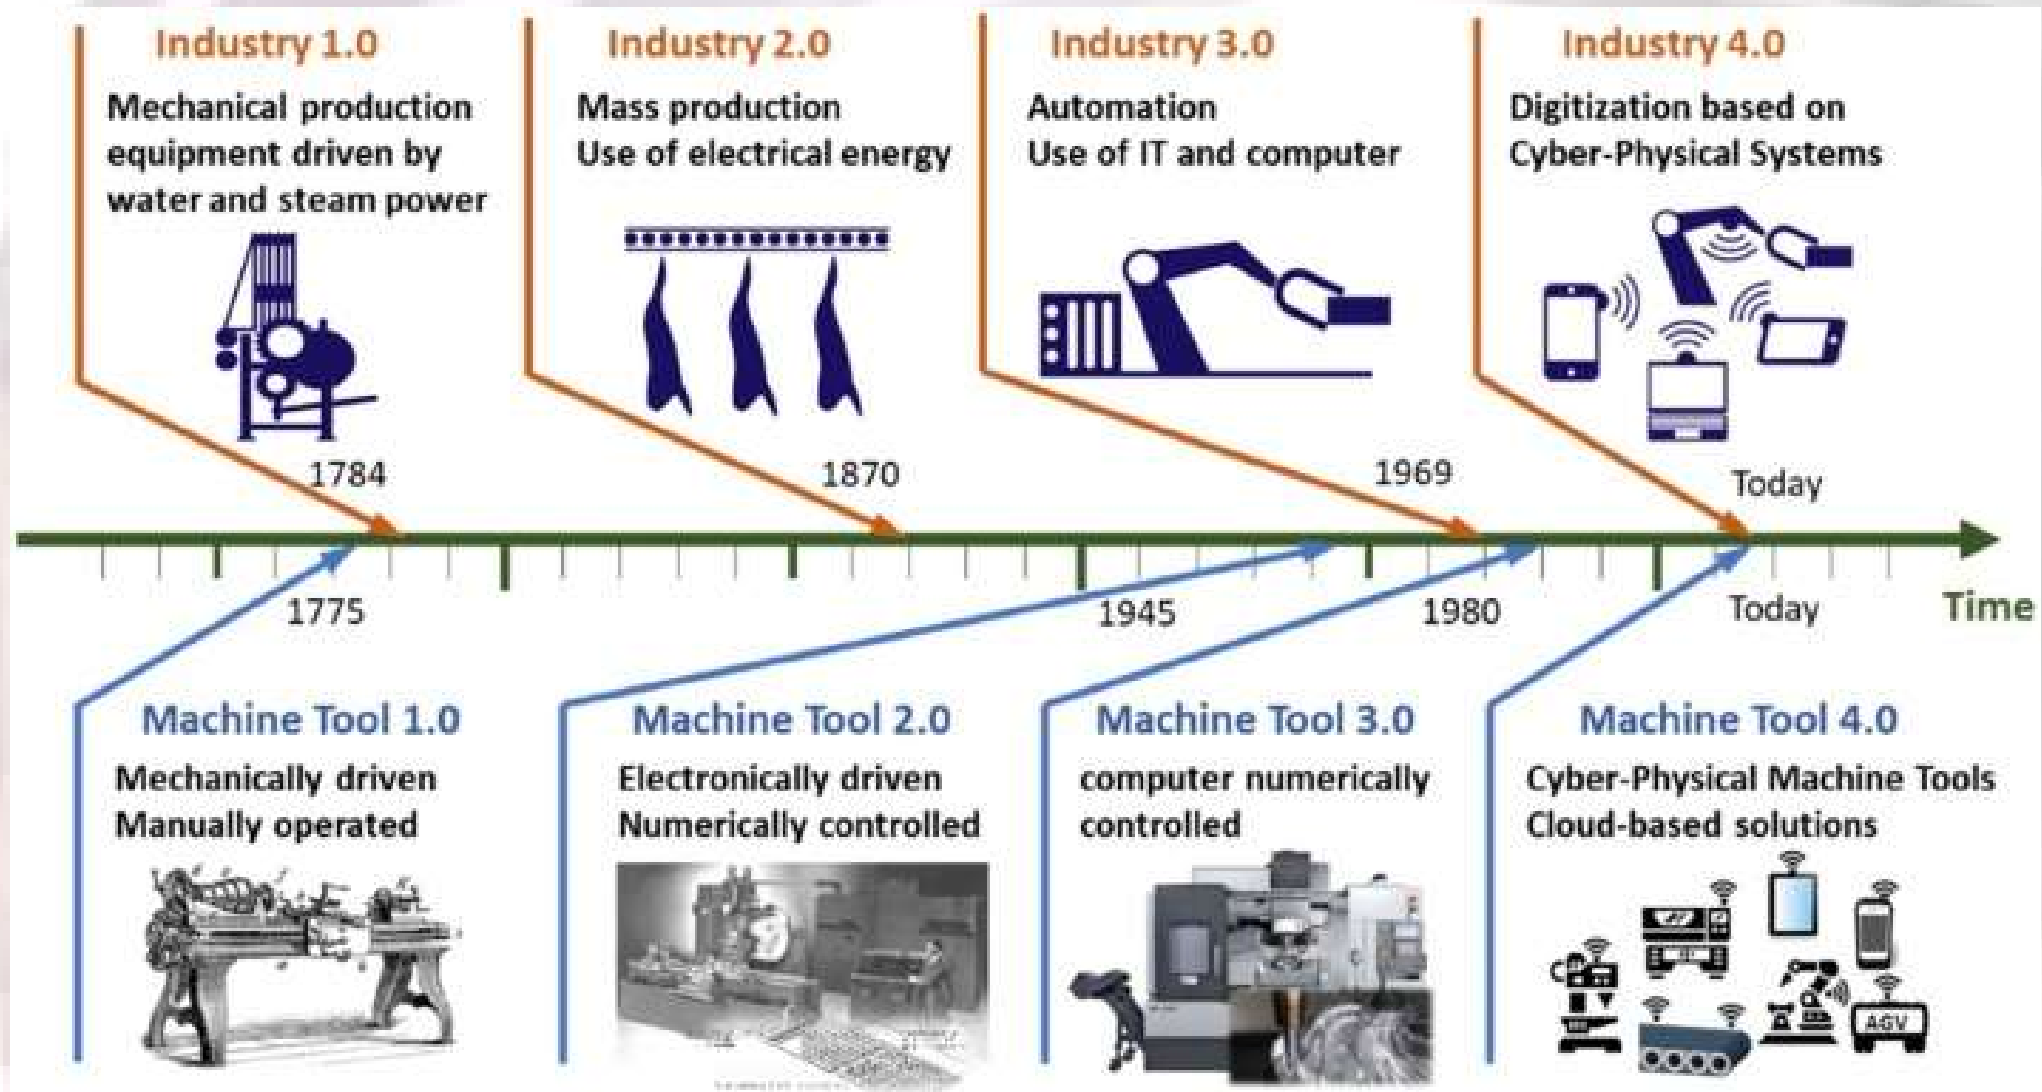 Industry 1.0
Mechanical production
equipment driven by
water and steam power
1784
Industry 2.0
Mass production
Use of electrical energy
1870
Industry 3.0
Automation
Use of IT and computer
1969
Industry 4.0
Digitization based on
Cyber-Physical Systems
Today
1775
1945
1980
Today
Time
Machine Tool 1.0
Mechanically driven
Manually operated
Machine Tool 2.0
Electronically driven
Numerically controlled
Machine Tool 3.0
computer numerically
controlled
Machine Tool 4.0
Cyber-Physical Machine Tools
Cloud-based solutions
AGV